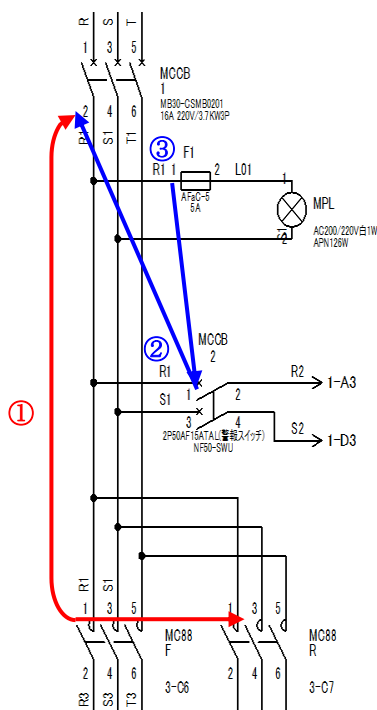 R S T
1 3 5
MCCB
1
MB30-CSMB0201
16A 220V/3.7KW3P
2 4 6
R1 S1 T1
③ F1
R1 1 2 L01
AFaC-5
5A
1
MPL
AC200/220V白1W
APN126W
S1
2
② MCCB
2
R1 R2
1 2 1-A3
S1 S2
3 4
2P50AF15ATAL(警報スイッチ)
NF50-SWU
1-D3
①
R1 S1
1 3 5 1 3 5
MC88 MC88
F R
2 4 6 2 4 6
3-C6 3-C7
R3 S3 T3